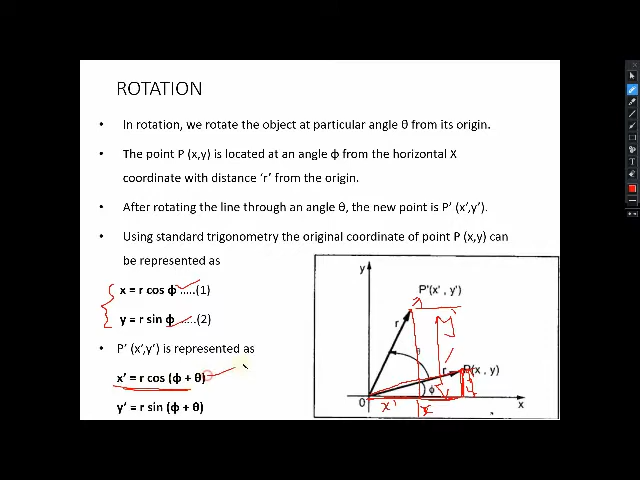 ROTATION
• In rotation, we rotate the object at particular angle θ from its origin.
• The point P (x,y) is located at an angle ϕ from the horizontal X
coordinate with distance ‘r’ from the origin.
• After rotating the line through an angle θ, the new point is P’ (x’,y’).
• Using standard trigonometry the original coordinate of point P (x,y) can
be represented as
x = r cos ϕ .....(1)
y = r sin ϕ .....(2)
• P’ (x’,y’) is represented as
x’ = r cos (ϕ + θ)
y’ = r sin (ϕ + θ)
y
P'(x' , y')
r
y'
r
P(x , y)
ϕ
0
x'
x
x